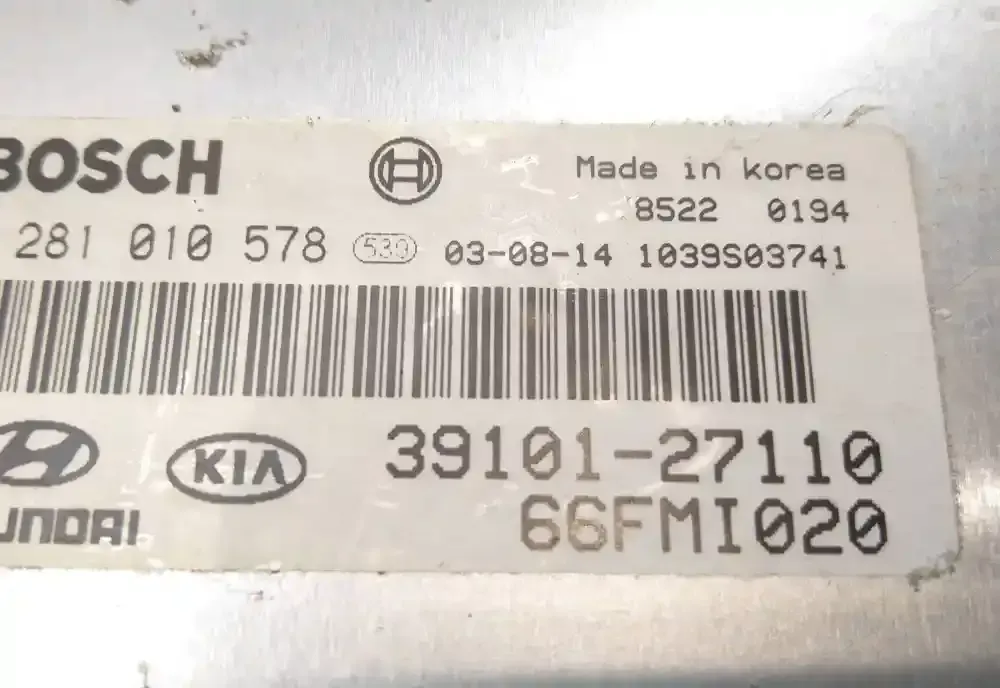 BOSCH
Made in korea
8522 0194
281 010 578 530 03-08-14 1039S03741
KIA 39101-27110
UNDAI 66FMI020